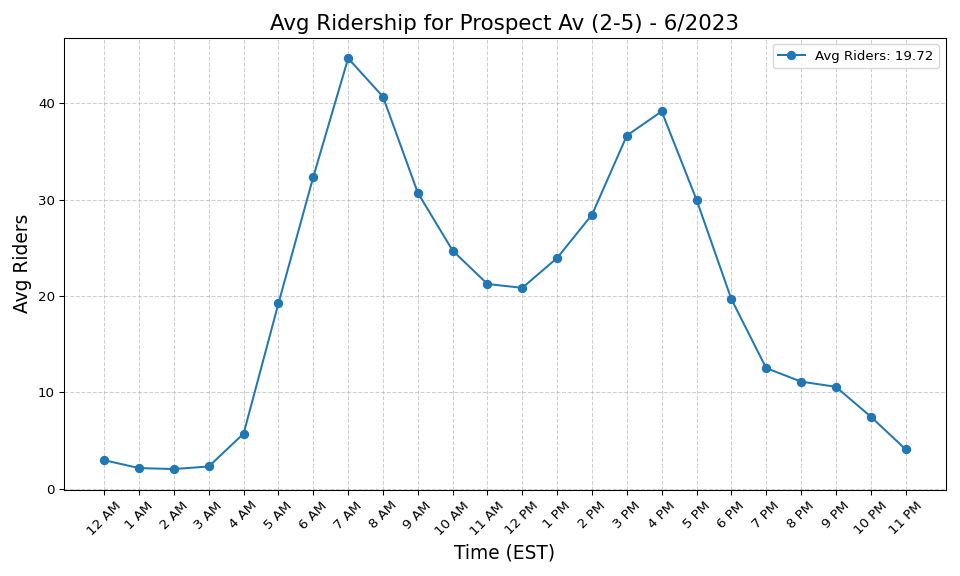 Avg Ridership for Prospect Av (2-5) - 6/2023
Avg Riders: 19.72
Avg Riders
40
30
20
10
0
12 AM
1 AM
2 AM
3 AM
4 AM
5 AM
6 AM
7 AM
8 AM
9 AM
10 AM
11 AM
12 PM
1 PM
2 PM
3 PM
4 PM
5 PM
6 PM
7 PM
8 PM
9 PM
10 PM
11 PM
Time (EST)